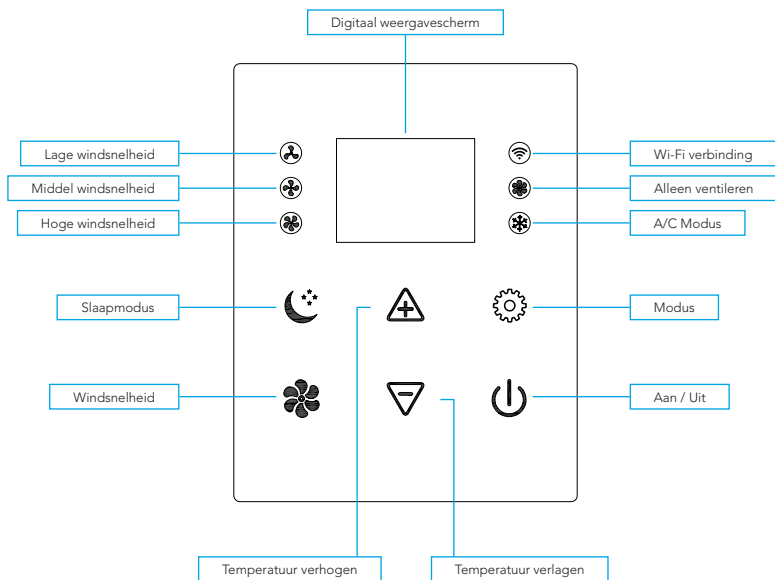 Digitaal weergavescherm
Lage windsnelheid
Wi-Fi verbinding
Middel windsnelheid
Alleen ventileren
Hoge windsnelheid
A/C Modus
Slaapmodus
Modus
Windsnelheid
Aan / Uit
Temperatuur verhogen
Temperatuur verlagen